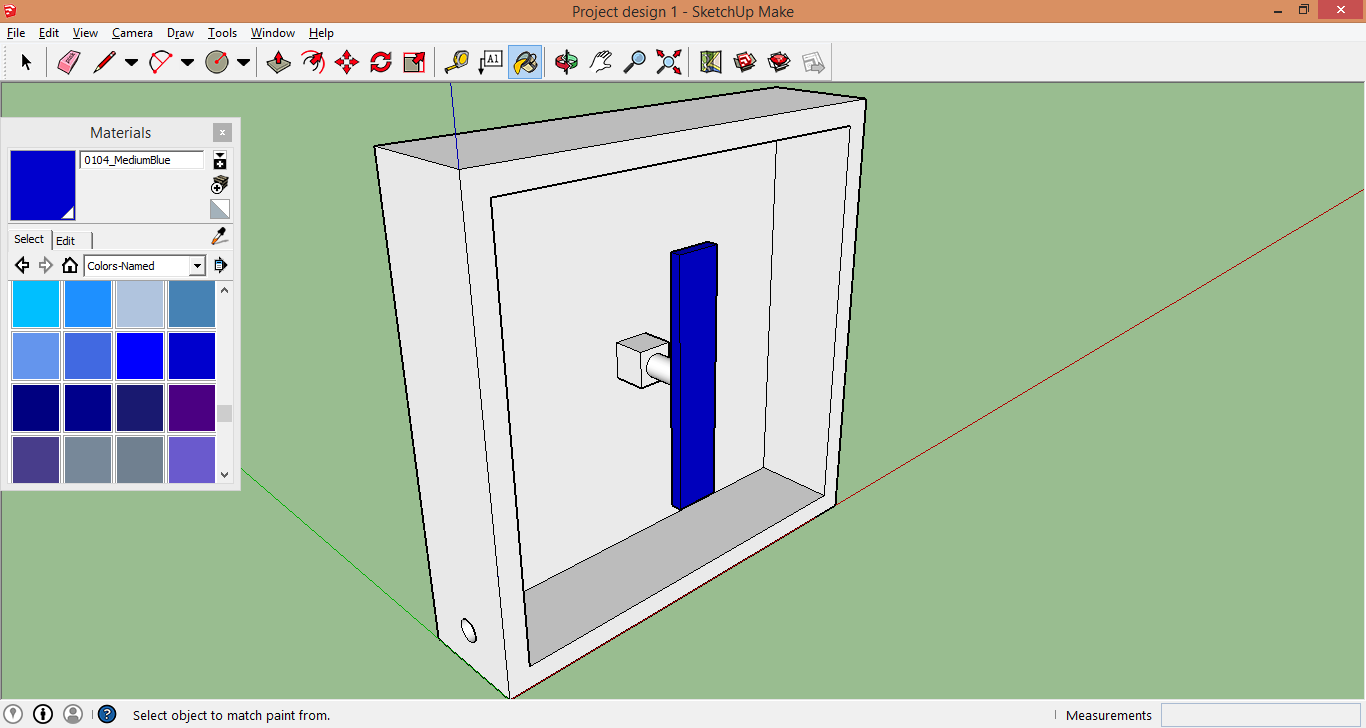 Project design 1 - SketchUp Make
File Edit View Camera Draw Tools Window Help
A1
Materials
0104_MediumBlue
Select Edit
Colors-Named
Select object to match paint from.
Measurements